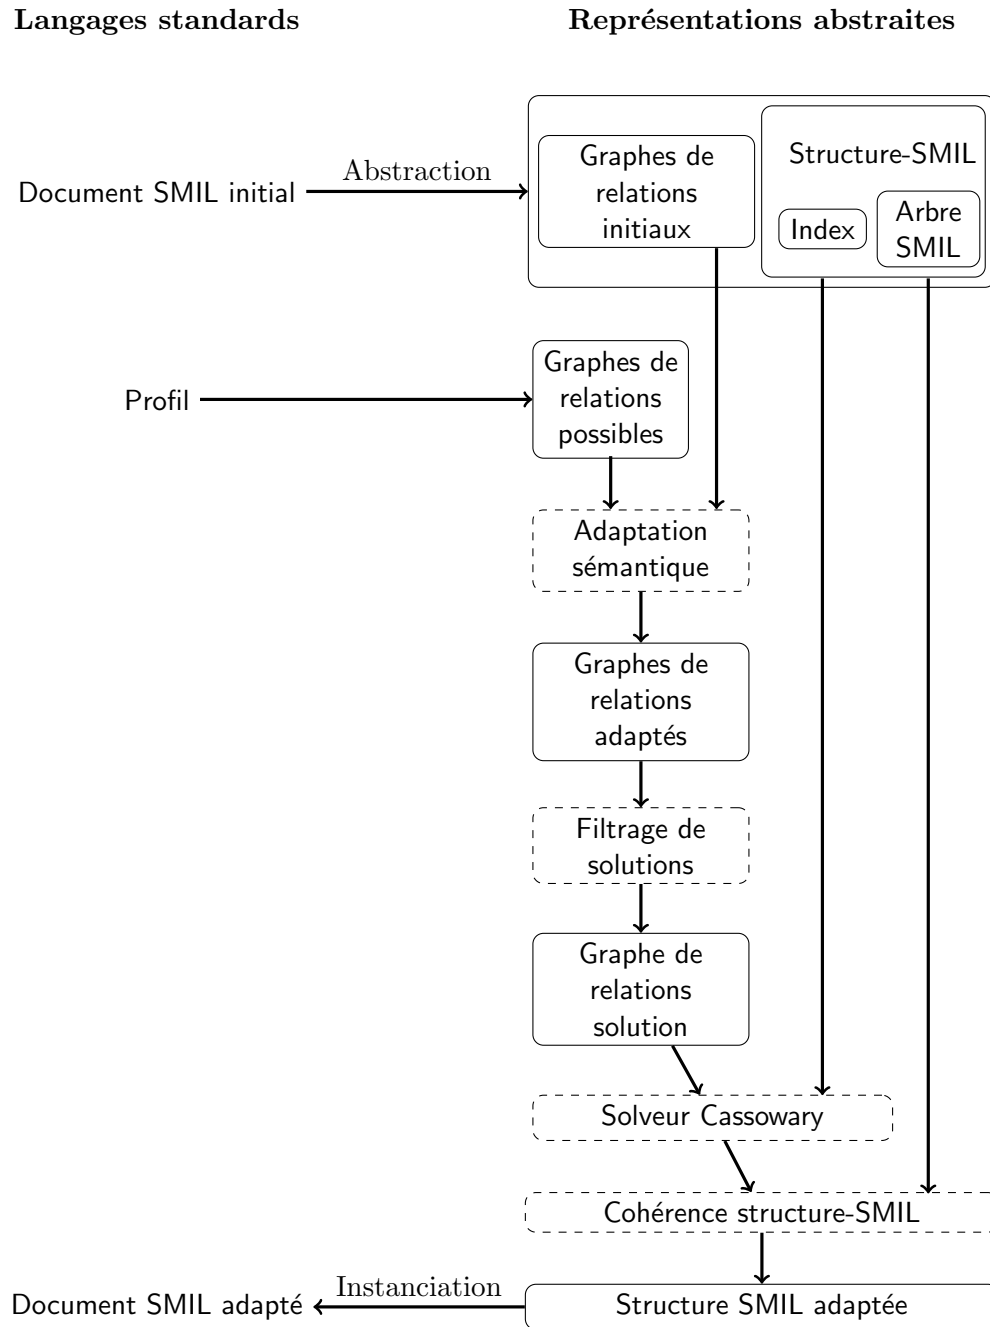 Langages standards
Représentations abstraites
Document SMIL initial
Abstraction
Graphes de
relations
initiaux
Structure-SMIL
Index
Arbre
SMIL
Profil
Graphes de
relations
possibles
Adaptation
sémantique
Graphes de
relations
adaptés
Filtrage de
solutions
Graphe de
relations
solution
Solveur Cassowary
Cohérence structure-SMIL
Document SMIL adapté
Instanciation
Structure SMIL adaptée